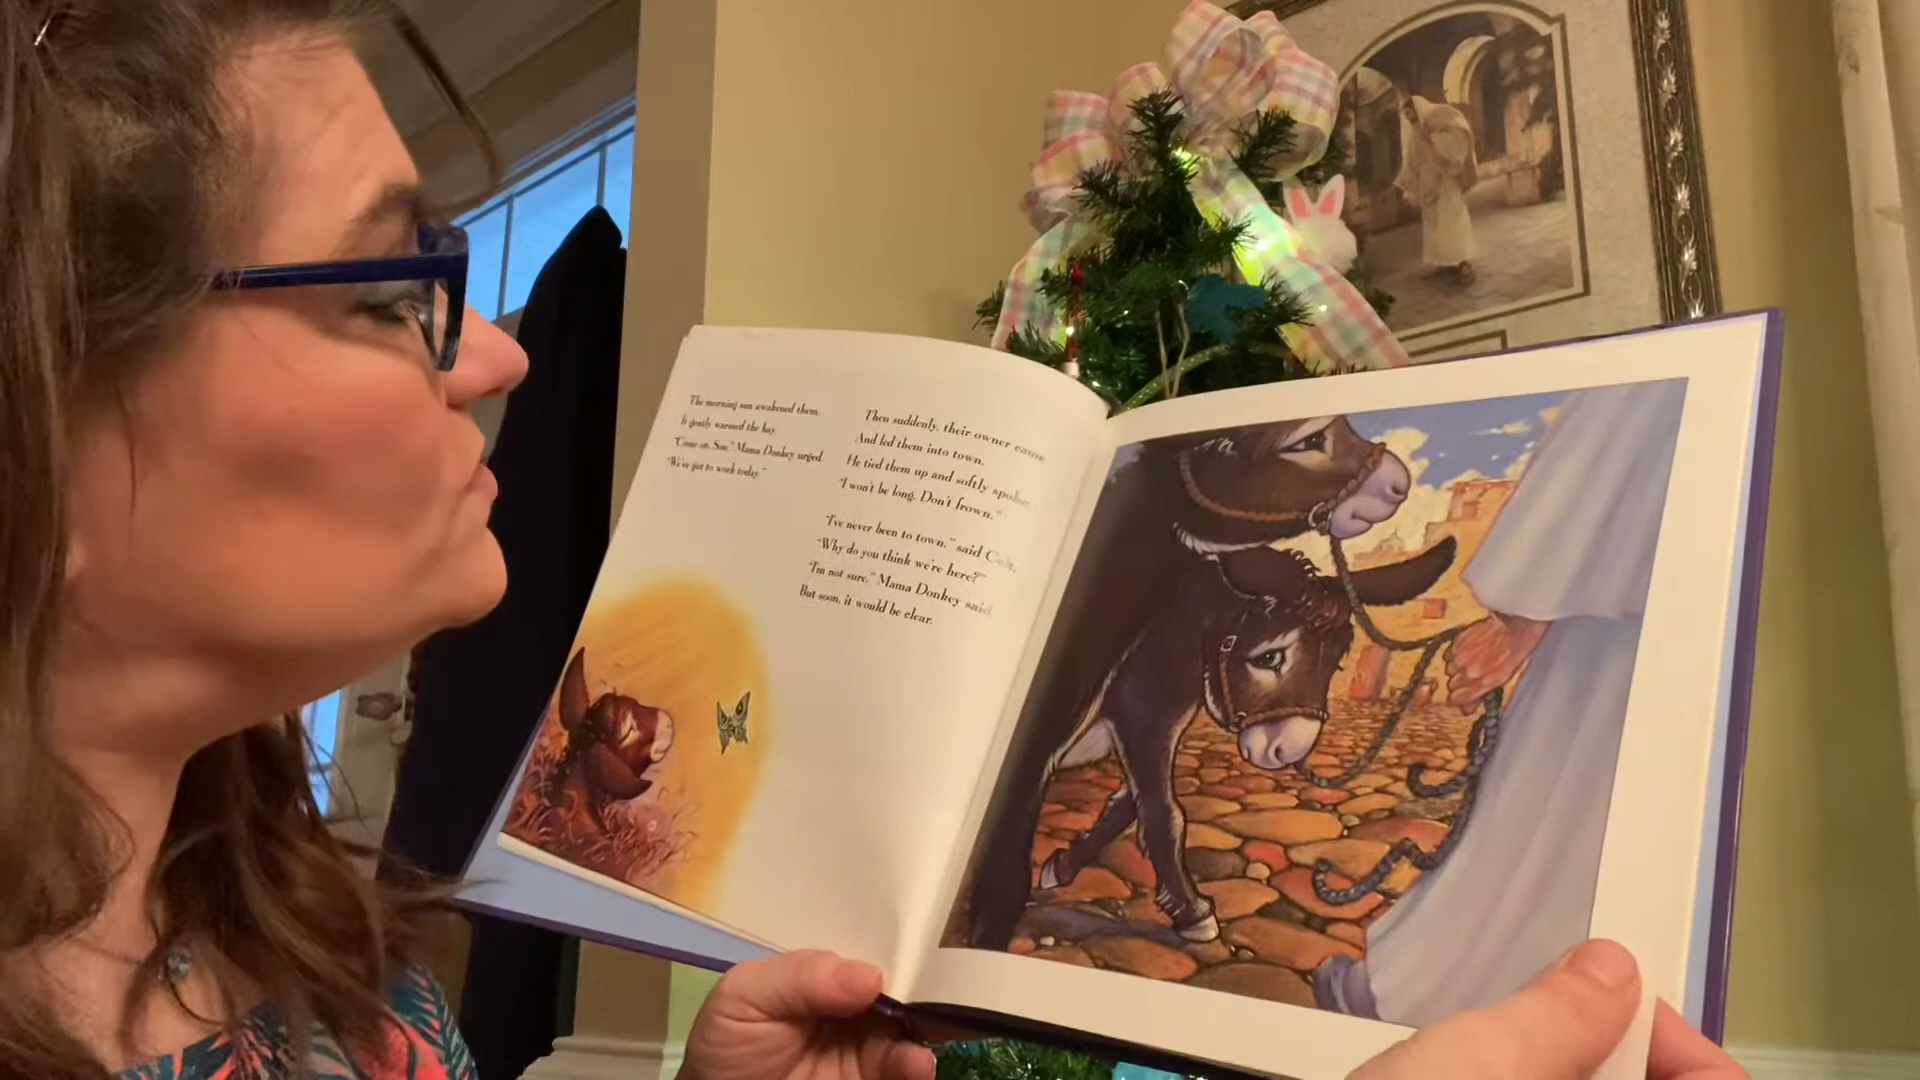 The morning sun awakened them.
It gently warmed the hay.
"Come on, Son," Mama Donkey urged.
"We've got to work today."
Then suddenly, their owner came
And led them into town.
He tied them up and softly spoke:
"I won't be long. Don't frown."
"I've never been to town," said Colt.
"Why do you think we're here?"
"I'm not sure," Mama Donkey said.
But soon, it would be clear.